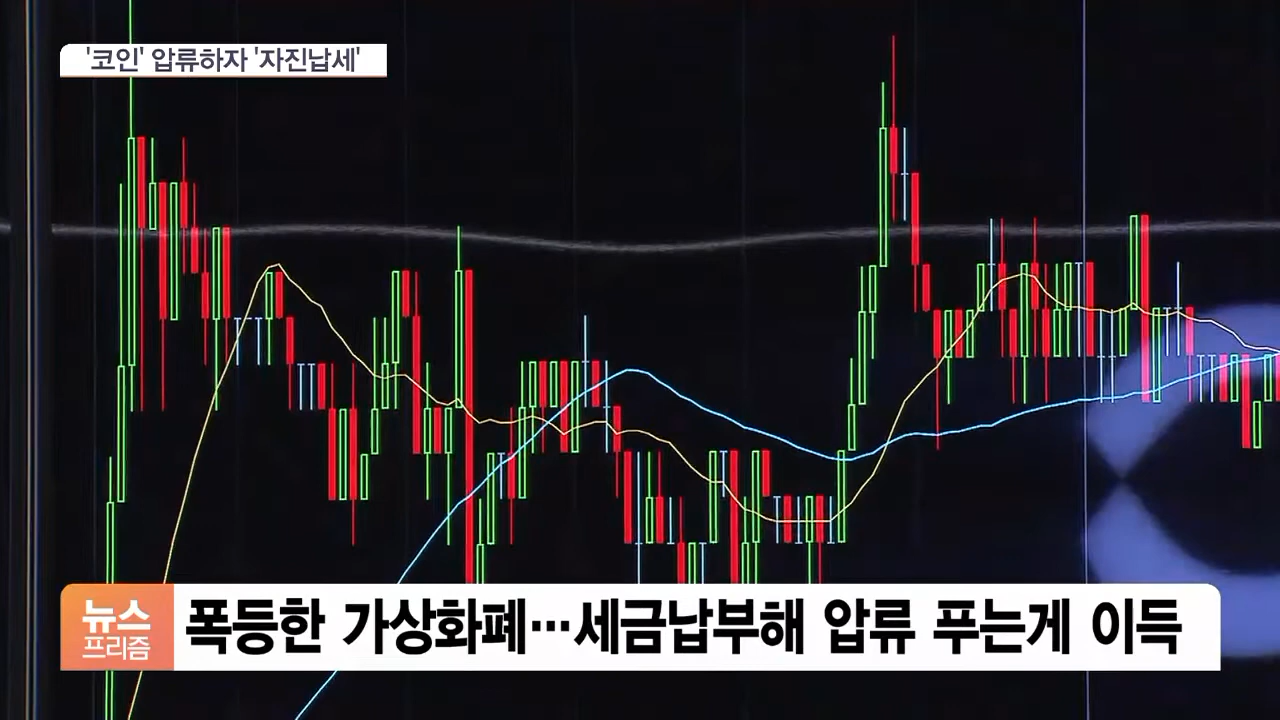 '코인' 압류하자 '자진납세'
뉴스
프리즘
폭등한 가상화폐…세금납부해 압류 푸는게 이득